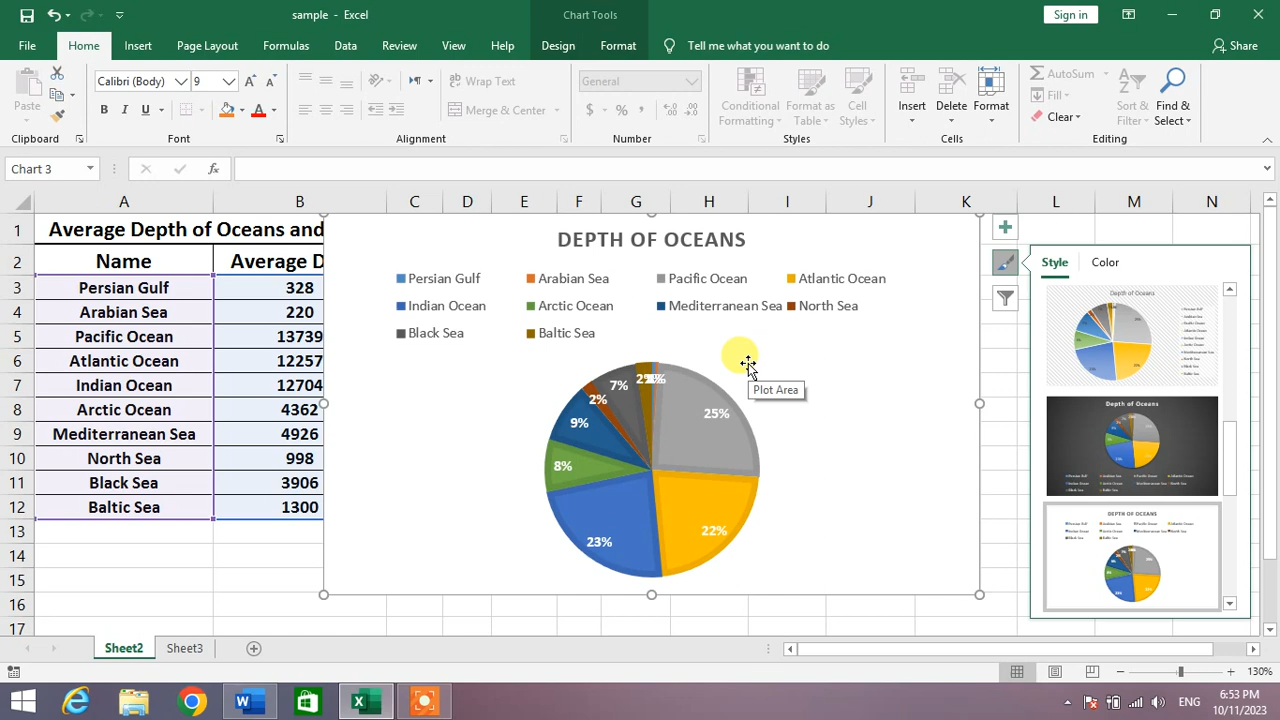 sample - Excel
Chart Tools
Sign in
File
Home
Insert
Page Layout
Formulas
Data
Review
View
Help
Design
Format
Tell me what you want to do
Share
Paste
Clipboard
Calibri (Body)
9
Font
Wrap Text
Merge & Center
Alignment
General
Number
Conditional Formatting
Format as Table
Cell Styles
Styles
Insert
Delete
Format
Cells
AutoSum
Fill
Clear
Sort & Filter
Find & Select
Editing
Chart 3
A B C D E F G H I J K L M N
1 Average Depth of Oceans and
2 Name Average D
3 Persian Gulf 328
4 Arabian Sea 220
5 Pacific Ocean 13739
6 Atlantic Ocean 12257
7 Indian Ocean 12704
8 Arctic Ocean 4362
9 Mediterranean Sea 4926
10 North Sea 998
11 Black Sea 3906
12 Baltic Sea 1300
13
14
15
16
17
DEPTH OF OCEANS
Persian Gulf Arabian Sea Pacific Ocean Atlantic Ocean
Indian Ocean Arctic Ocean Mediterranean Sea North Sea
Black Sea Baltic Sea
7%
2%
25%
9%
8%
22%
23%
2%
Plot Area
Style Color
Depth of Oceans
Depth of Oceans
DEPTH OF OCEANS
Sheet2 Sheet3
130%
ENG
6:53 PM
10/11/2023